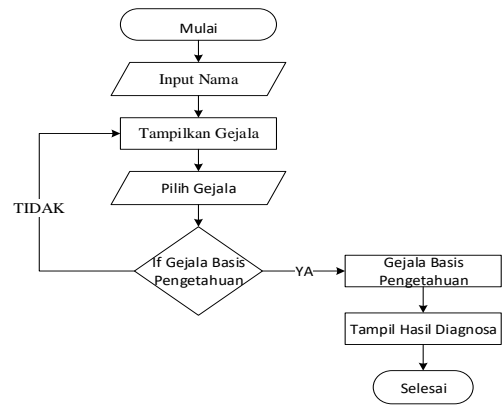 Mulai
Input Nama
Tampilkan Gejala
Pilih Gejala
TIDAK
If Gejala Basis
Pengetahuan
YA
Gejala Basis
Pengetahuan
Tampil Hasil Diagnosa
Selesai